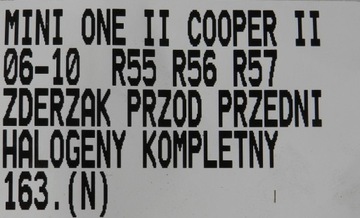 MINI ONE II COOPER II
06-10 R55 R56 R57
ZDERZAK PRZOD PRZEDNI
HALOGENY KOMPLETNY
163.(N)